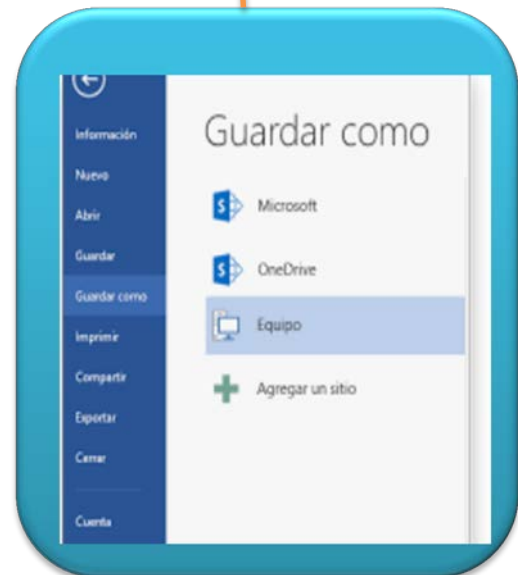 Información
Nuevo
Abrir
Guardar
Guardar como
Imprimir
Compartir
Exportar
Cerrar
Cuenta
Guardar como
Microsoft
OneDrive
Equipo
Agregar un sitio